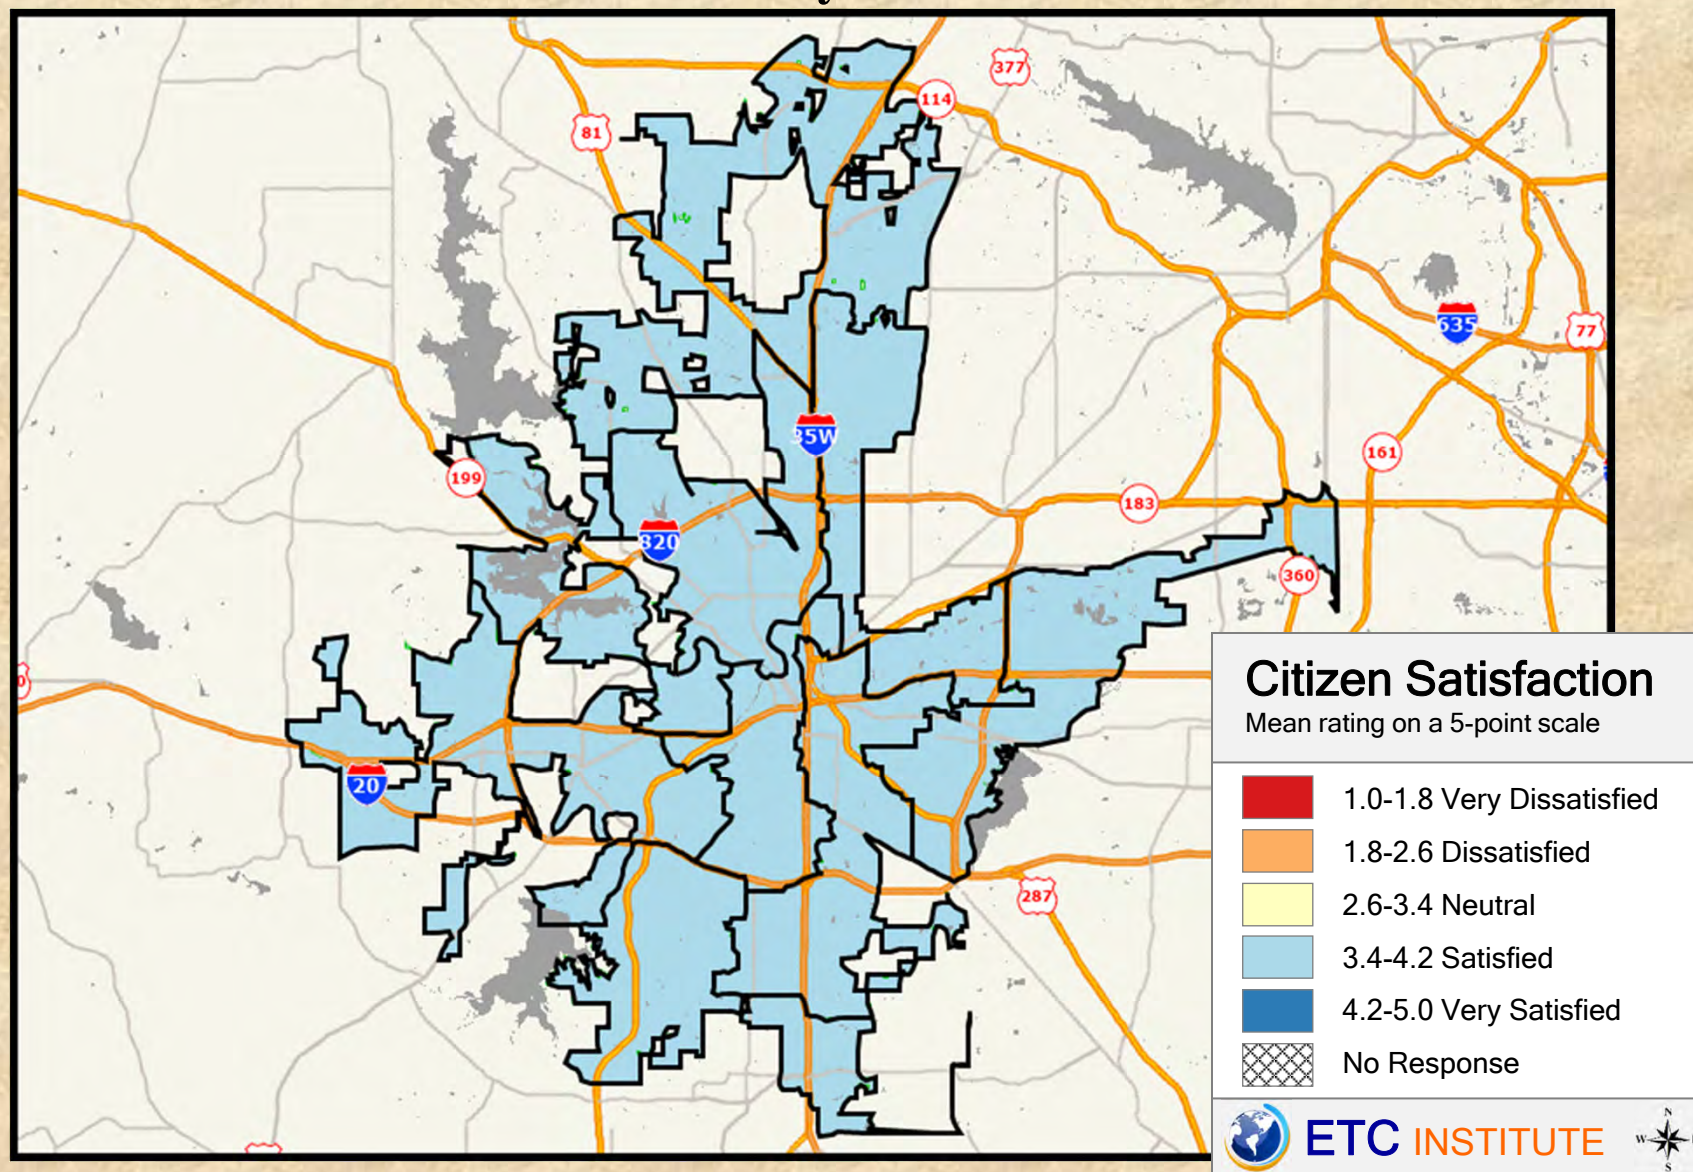 377
114
81
635
77
35W
161
199
183
820
360
20
287
Citizen Satisfaction
Mean rating on a 5-point scale
1.0-1.8 Very Dissatisfied
1.8-2.6 Dissatisfied
2.6-3.4 Neutral
3.4-4.2 Satisfied
4.2-5.0 Very Satisfied
No Response
ETC INSTITUTE
N
W
S